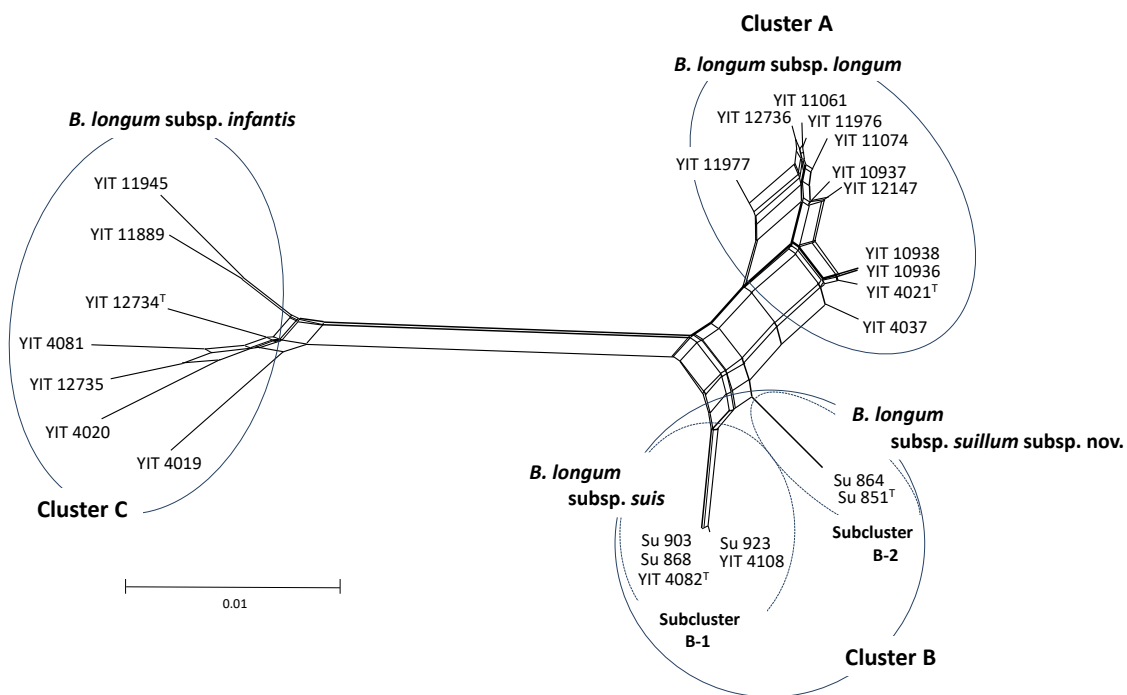 Cluster A
B. longum subsp. longum
YIT 11061
YIT 12736
YIT 11976
YIT 11074
YIT 11977
YIT 10937
YIT 12147
YIT 10938
YIT 10936
YIT 4021T
YIT 4037
B. longum subsp. infantis
YIT 11945
YIT 11889
YIT 12734T
YIT 4081
YIT 12735
YIT 4020
YIT 4019
Cluster C
B. longum
subsp. suillum subsp. nov.
Su 864
Su 851T
Subcluster
B-2
B. longum
subsp. suis
Su 903
Su 868
YIT 4082T
Su 923
YIT 4108
Subcluster
B-1
Cluster B
0.01